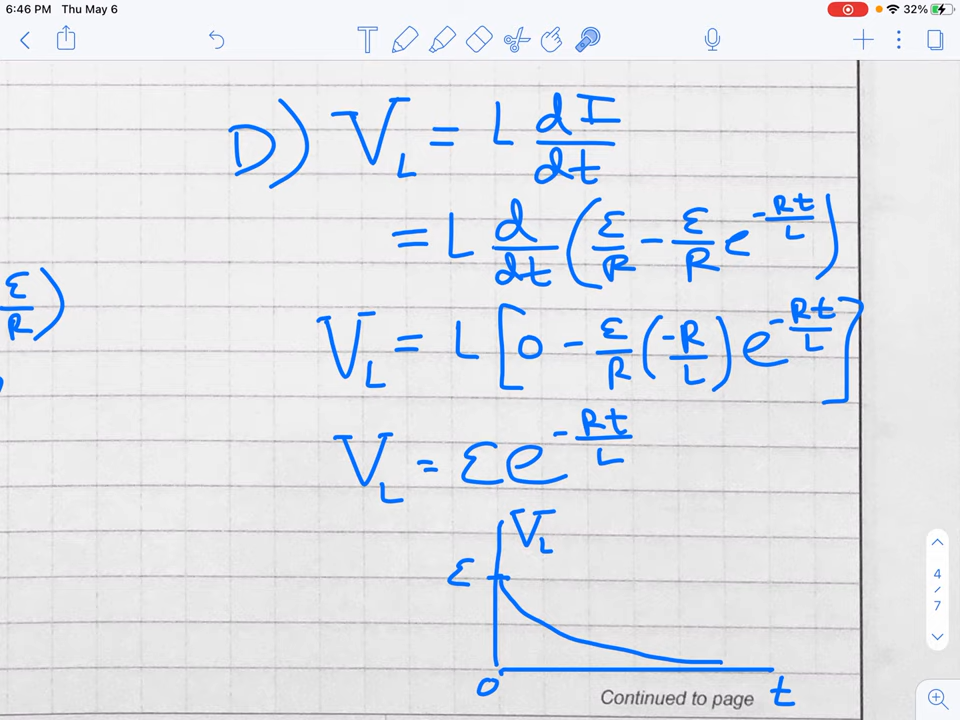 6:46 PM Thu May 6
32%
T
D) V_L = L dI/dt
= L d/dt (ε/R - ε/R e^(-Rt/L))
ε/R)
V_L = L [0 - ε/R (-R/L) e^(-Rt/L)]
V_L = εe^(-Rt/L)
V_L
ε
0
t
Continued to page
4
/
7